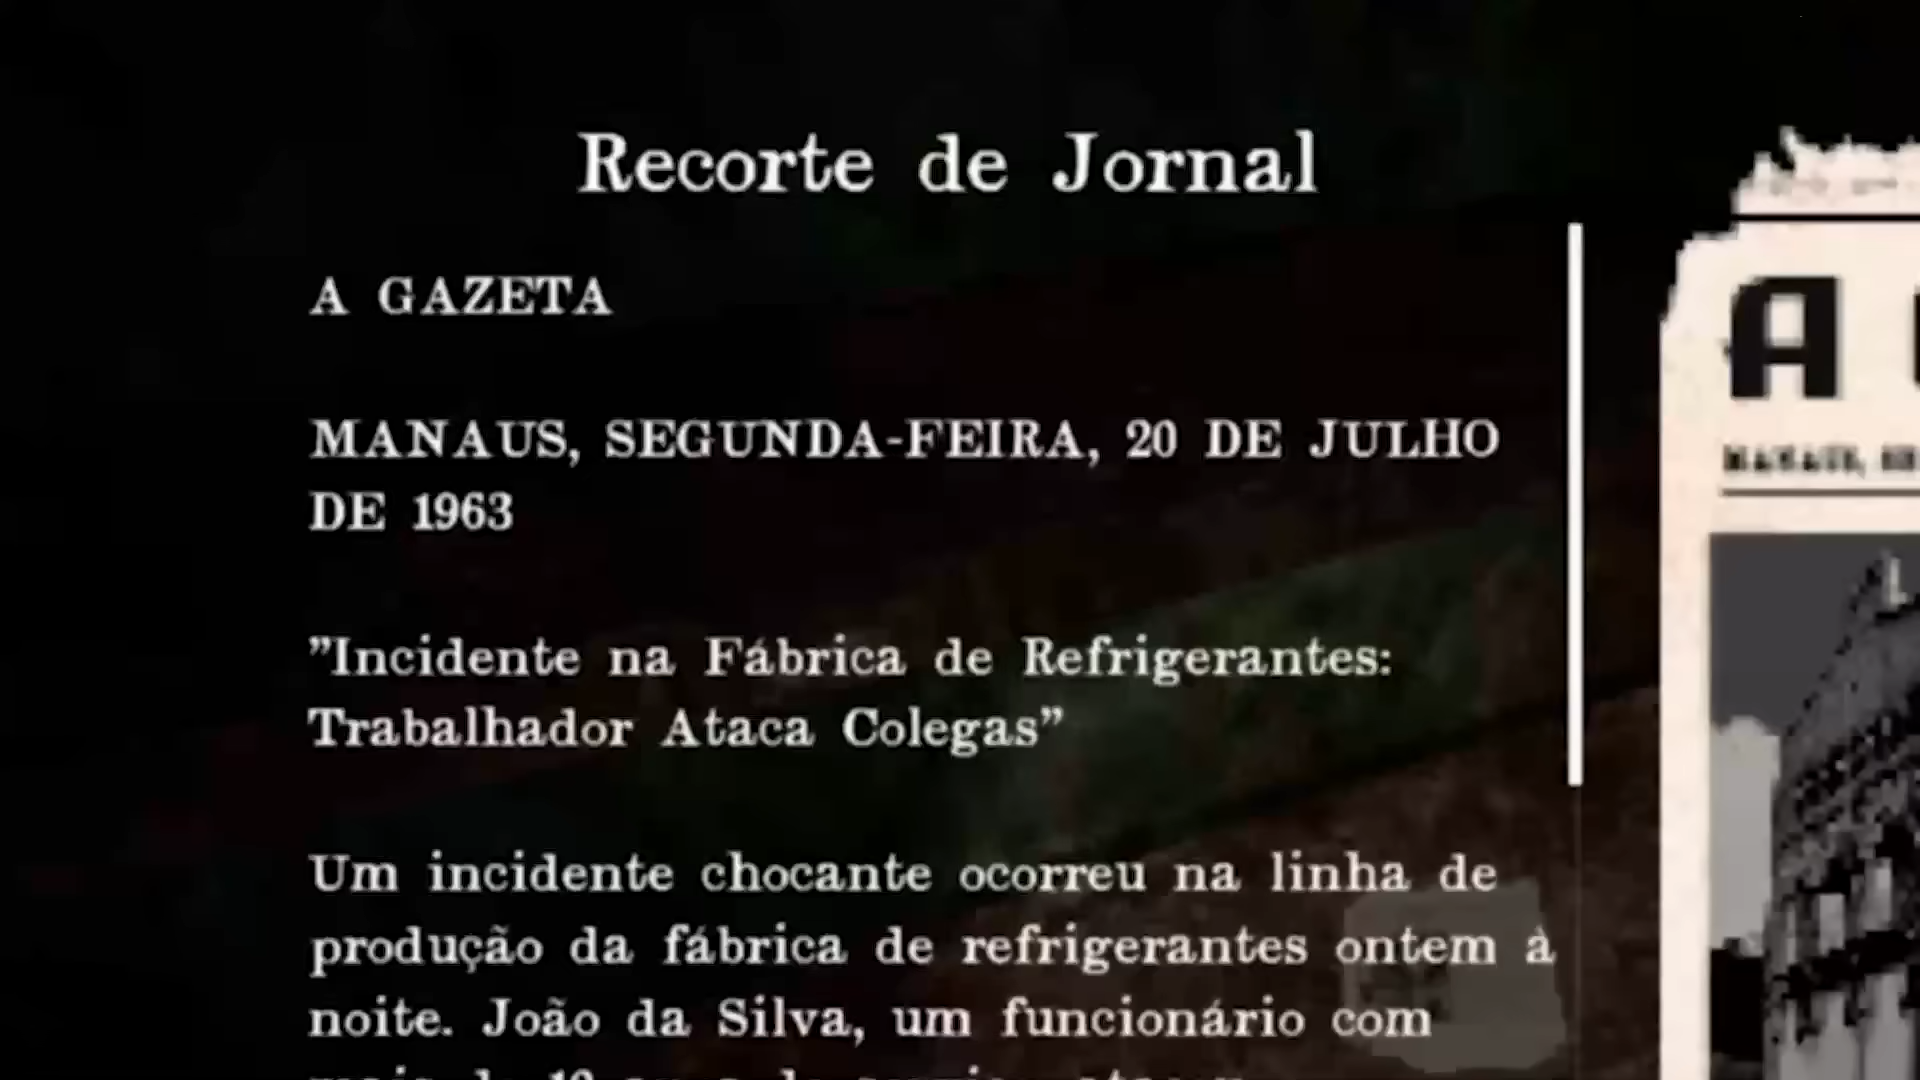 Recorte de Jornal
A GAZETA
MANAUS, SEGUNDA-FEIRA, 20 DE JULHO
DE 1963
”Incidente na Fábrica de Refrigerantes:
Trabalhador Ataca Colegas”
Um incidente chocante ocorreu na linha de
produção da fábrica de refrigerantes ontem à
noite. João da Silva, um funcionário com
A
MANAUS,